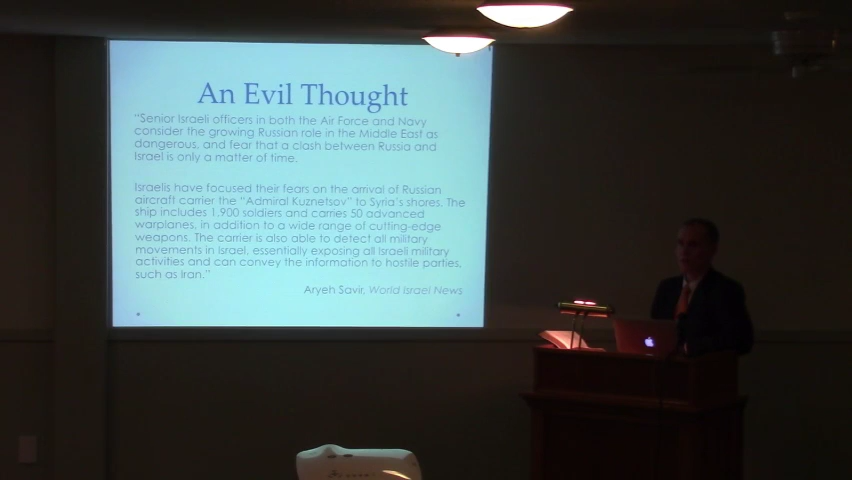 An Evil Thought
“Senior Israeli officers in both the Air Force and Navy
consider the growing Russian role in the Middle East as
dangerous, and fear that a clash between Russia and
Israel is only a matter of time.
Israelis have focused their fears on the arrival of Russian
aircraft carrier the “Admiral Kuznetsov” to Syria’s shores. The
ship includes 1,900 soldiers and carries 50 advanced
warplanes, in addition to a wide range of cutting-edge
weapons. The carrier is also able to detect all military
movements in Israel, essentially exposing all Israeli military
activities and can convey the information to hostile parties,
such as Iran.”
Aryeh Savir, World Israel News